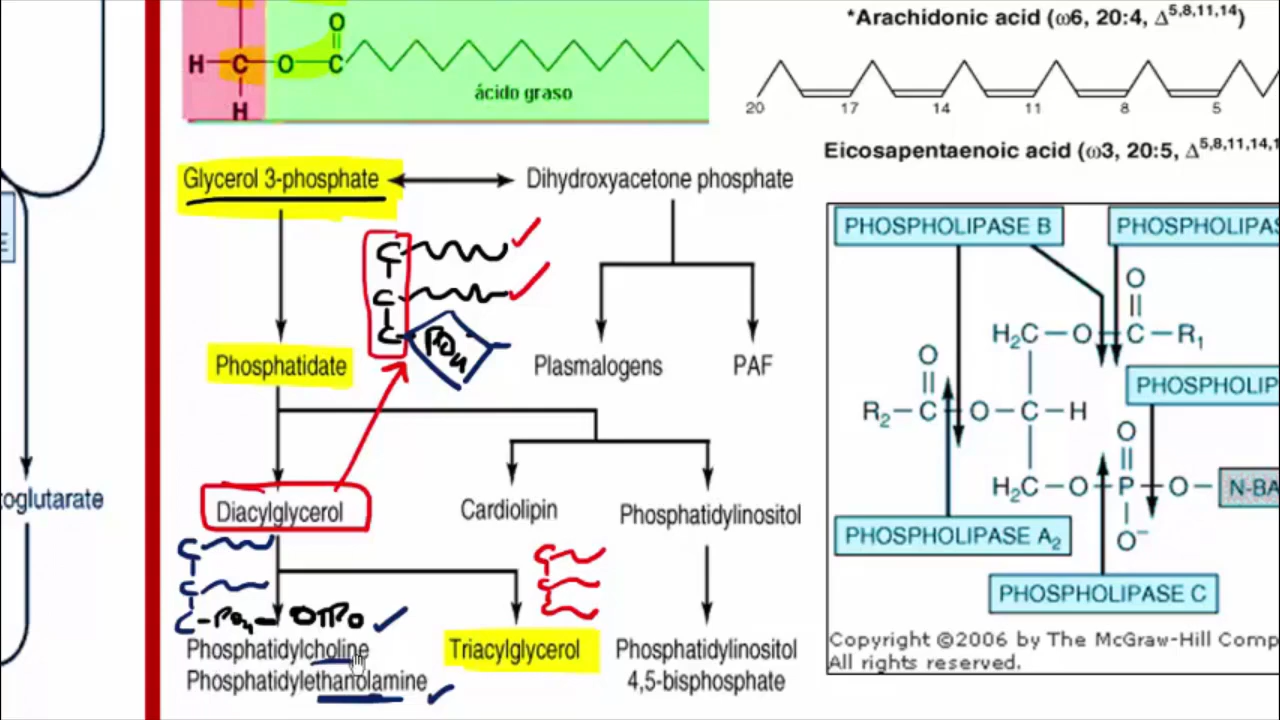 *Arachidonic acid (ω6, 20:4, Δ5,8,11,14)
O
H C O C
ácido graso
H
20 17 14 11 8 5
Eicosapentaenoic acid (ω3, 20:5, Δ5,8,11,14,1
Glycerol 3-phosphate
Dihydroxyacetone phosphate
C
C
C PO4
Phosphatidate
Plasmalogens
PAF
E
oglutarate
Diacylglycerol
Cardiolipin
Phosphatidylinositol
C
C
C-PO4- OTRO
C
C
C
Phosphatidylcholine
Phosphatidylethanolamine
Triacylglycerol
Phosphatidylinositol
4,5-bisphosphate
PHOSPHOLIPASE B
PHOSPHOLIPAS
O
H2C O C R1
O
PHOSPHOLIP
R2 C O C H
O
H2C O P O N-BA
PHOSPHOLIPASE A2
O−
PHOSPHOLIPASE C
Copyright ©2006 by The McGraw-Hill Comp
All rights reserved.